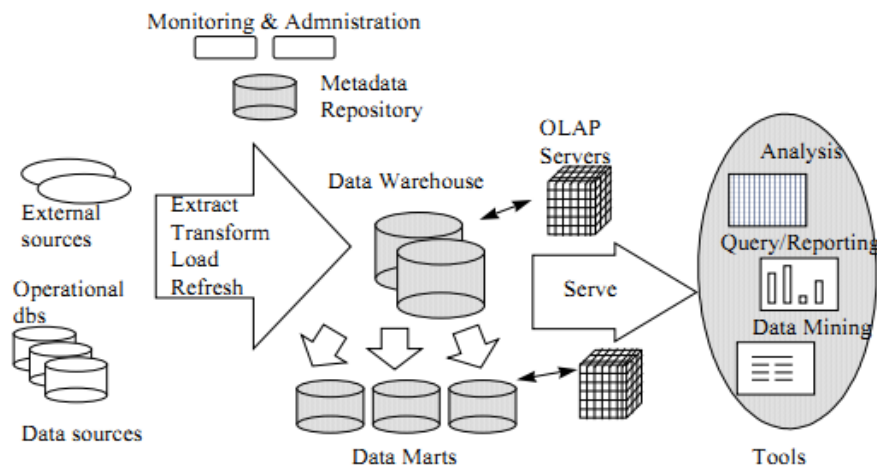 Monitoring & Admnistration
Metadata
Repository
OLAP
Servers
Analysis
Data Warehouse
External
sources
Extract
Transform
Load
Refresh
Query/Reporting
Operational
dbs
Serve
Data Mining
Data sources
Data Marts
Tools